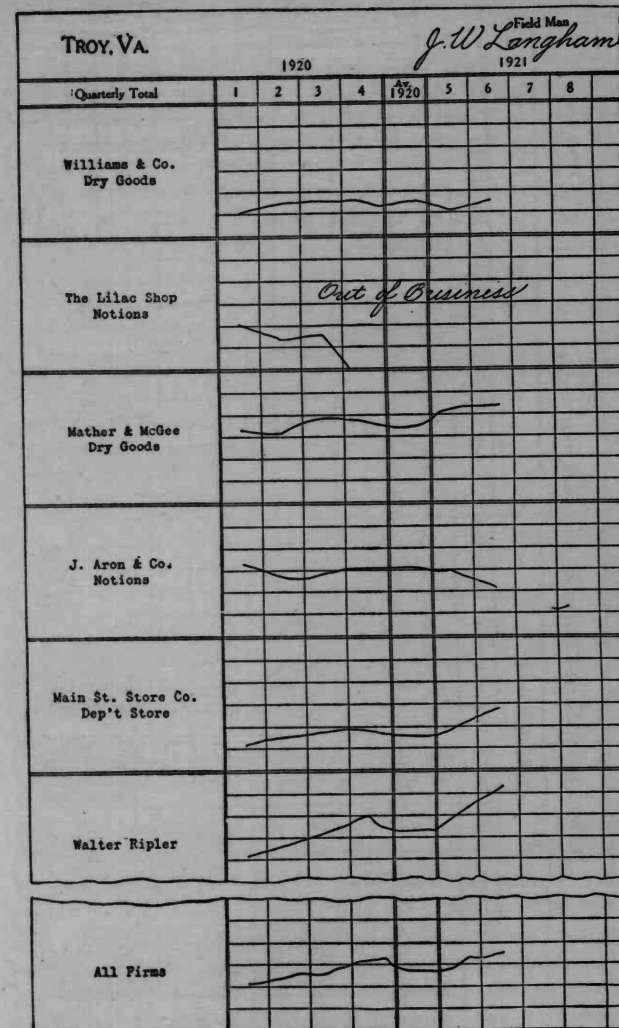 TROY, VA.
Field Man
J. W. Langham
1920
1921
Quarterly Total
1 2 3 4 Av. 1920 5 6 7 8
Williams & Co.
Dry Goods
The Lilac Shop
Notions
Out of Business
Mather & McGee
Dry Goods
J. Aron & Co.
Notions
Main St. Store Co.
Dep't Store
Walter Ripler
All Firms